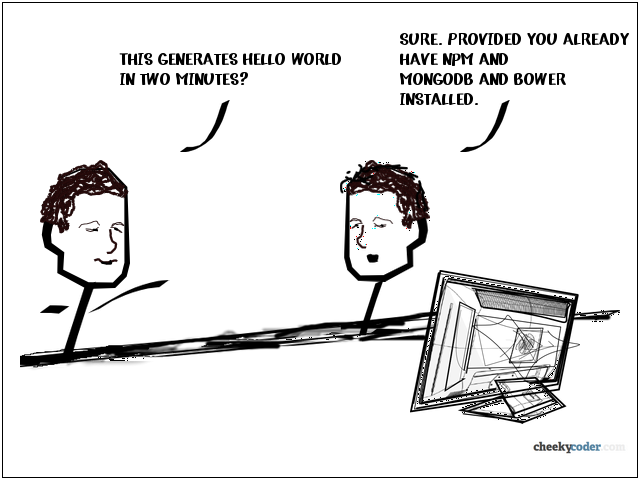 THIS GENERATES HELLO WORLD
IN TWO MINUTES?
SURE. PROVIDED YOU ALREADY
HAVE NPM AND
MONGODB AND BOWER
INSTALLED.
cheekycoder.com